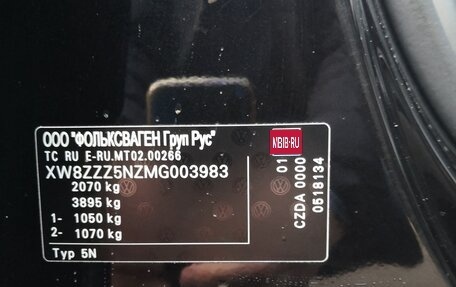 ООО "ФОЛЬКСВАГЕН Груп Рус"
TC RU E-RU.MT02.00266
XW8ZZZ5NZMG003983
2070 kg
3895 kg
1- 1050 kg
2- 1070 kg
Typ 5N
01
CZDA 0000
0518134
NBIB·RU